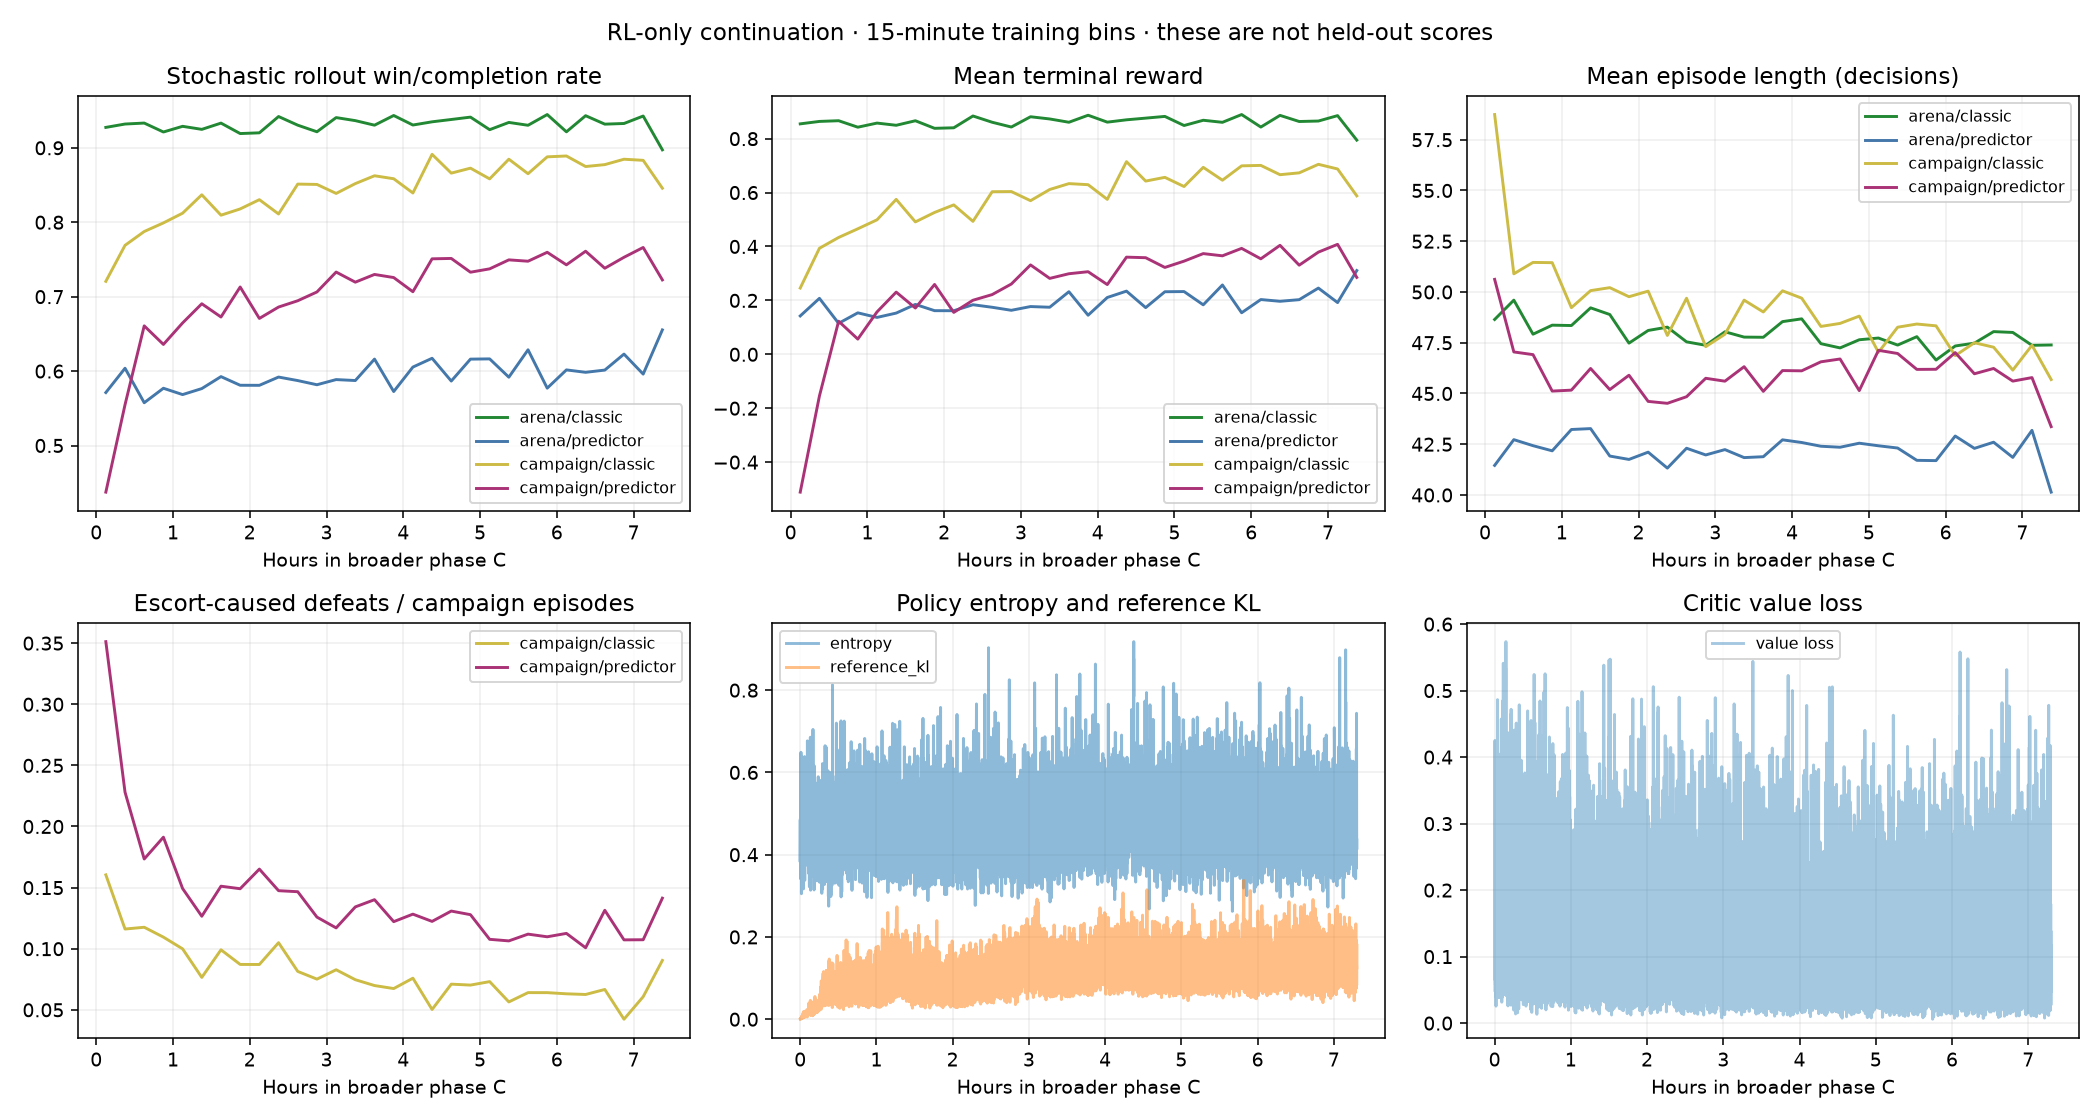 RL-only continuation · 15-minute training bins · these are not held-out scores
Stochastic rollout win/completion rate
0.9
0.8
0.7
0.6
0.5
0 1 2 3 4 5 6 7
Hours in broader phase C
arena/classic
arena/predictor
campaign/classic
campaign/predictor
Mean terminal reward
0.8
0.6
0.4
0.2
0.0
−0.2
−0.4
0 1 2 3 4 5 6 7
Hours in broader phase C
arena/classic
arena/predictor
campaign/classic
campaign/predictor
Mean episode length (decisions)
57.5
55.0
52.5
50.0
47.5
45.0
42.5
40.0
0 1 2 3 4 5 6 7
Hours in broader phase C
arena/classic
arena/predictor
campaign/classic
campaign/predictor
Escort-caused defeats / campaign episodes
0.35
0.30
0.25
0.20
0.15
0.10
0.05
0 1 2 3 4 5 6 7
Hours in broader phase C
campaign/classic
campaign/predictor
Policy entropy and reference KL
0.8
0.6
0.4
0.2
0.0
0 1 2 3 4 5 6 7
Hours in broader phase C
entropy
reference_kl
Critic value loss
0.6
0.5
0.4
0.3
0.2
0.1
0.0
0 1 2 3 4 5 6 7
Hours in broader phase C
value loss